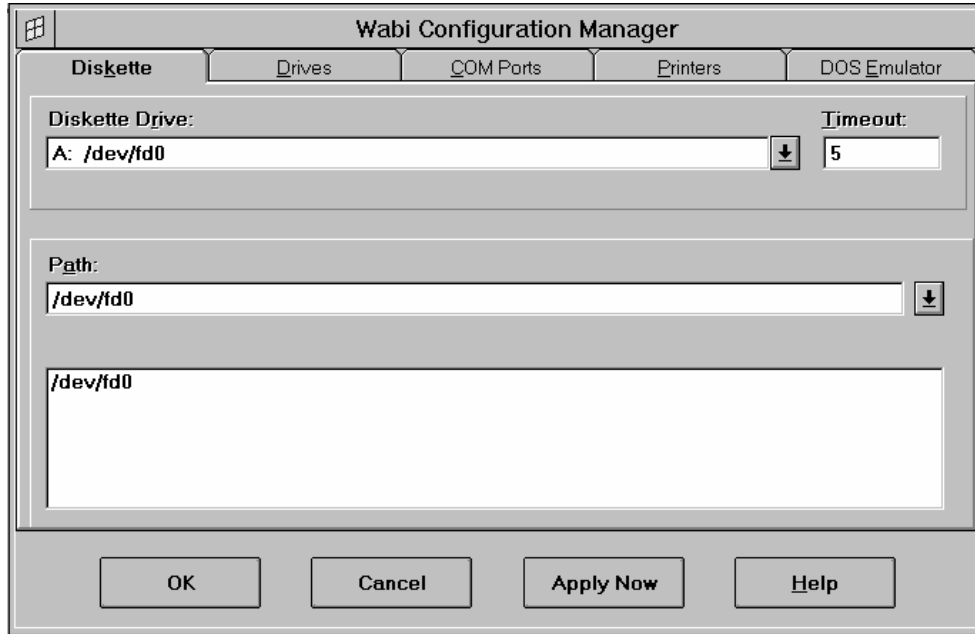 Wabi Configuration Manager
Diskette Drives COM Ports Printers DOS Emulator
Diskette Drive: Timeout:
A: /dev/fd0 5
Path:
/dev/fd0
/dev/fd0
OK Cancel Apply Now Help